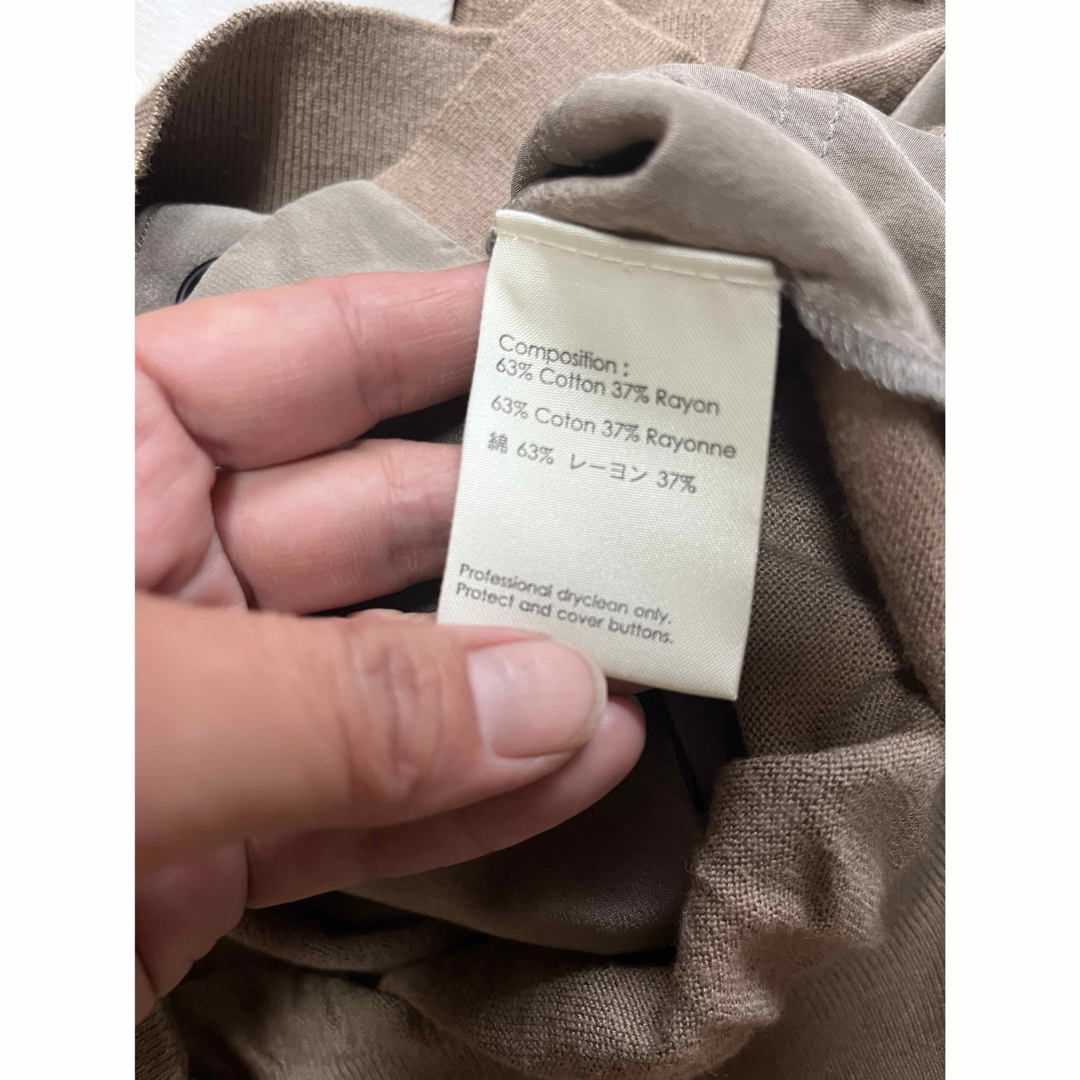 Composition :
63% Cotton 37% Rayon
63% Coton 37% Rayonne
綿 63% レーヨン 37%
Professional dryclean only.
Protect and cover buttons.